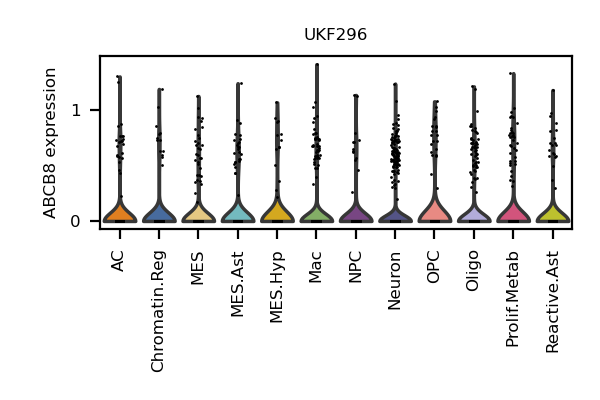 UKF296
ABCB8 expression
1
0
AC
Chromatin.Reg
MES
MES.Ast
MES.Hyp
Mac
NPC
Neuron
OPC
Oligo
Prolif.Metab
Reactive.Ast